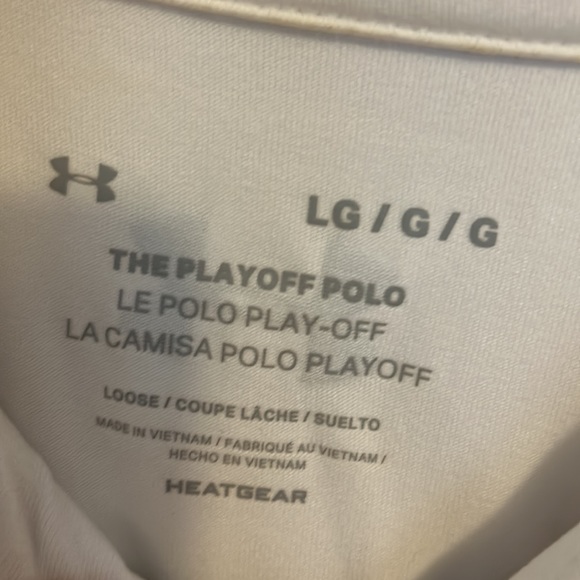 LG / G / G
THE PLAYOFF POLO
LE POLO PLAY-OFF
LA CAMISA POLO PLAYOFF
LOOSE / COUPE LÂCHE / SUELTO
MADE IN VIETNAM / FABRIQUÉ AU VIETNAM /
HECHO EN VIETNAM
HEATGEAR